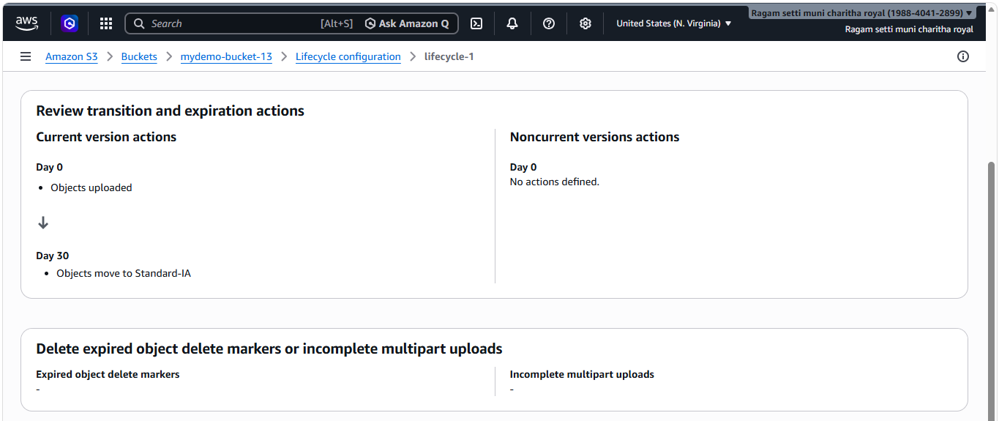 aws
Search [Alt+S] Ask Amazon Q United States (N. Virginia) Ragam setti muni charitha royal (1988-4041-2899)
Ragam setti muni charitha royal
Amazon S3 > Buckets > mydemo-bucket-13 > Lifecycle configuration > lifecycle-1
Review transition and expiration actions
Current version actions
Day 0
• Objects uploaded
Day 30
• Objects move to Standard-IA
Noncurrent versions actions
Day 0
No actions defined.
Delete expired object delete markers or incomplete multipart uploads
Expired object delete markers
-
Incomplete multipart uploads
-